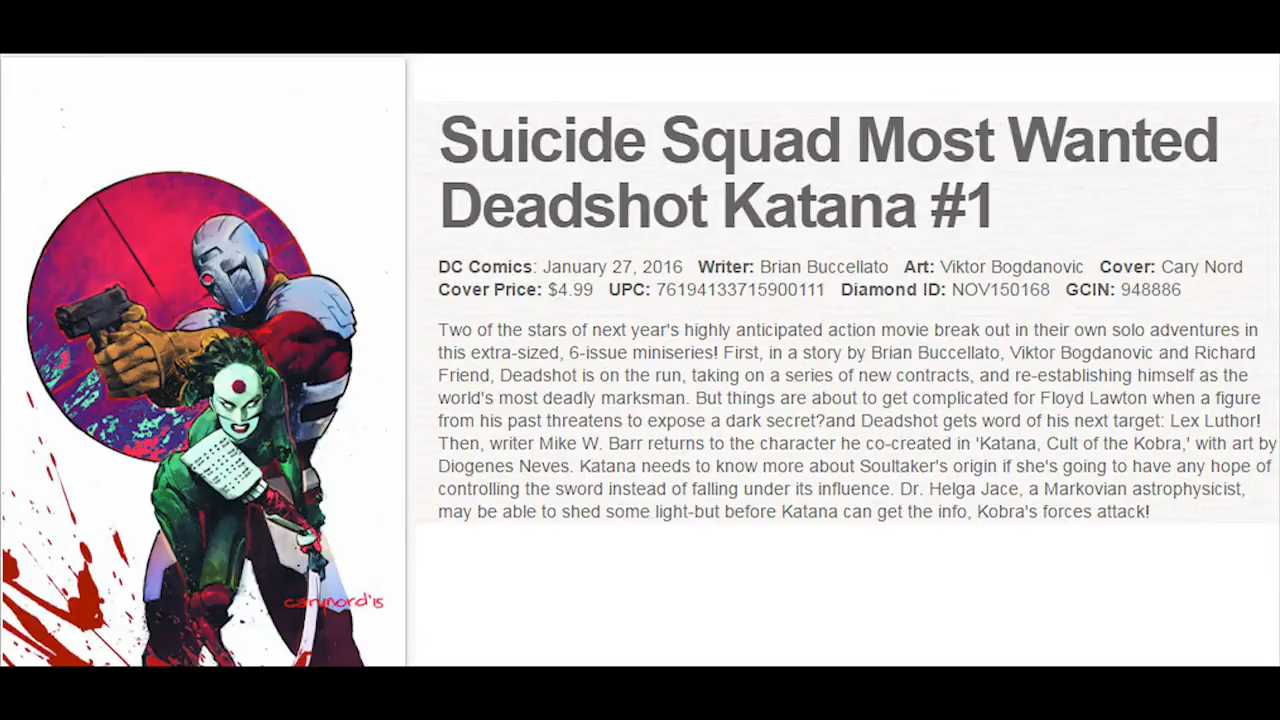 Suicide Squad Most Wanted
Deadshot Katana #1
DC Comics: January 27, 2016 Writer: Brian Buccellato Art: Viktor Bogdanovic Cover: Cary Nord
Cover Price: $4.99 UPC: 76194133715900111 Diamond ID: NOV150168 GCIN: 948886
Two of the stars of next year's highly anticipated action movie break out in their own solo adventures in
this extra-sized, 6-issue miniseries! First, in a story by Brian Buccellato, Viktor Bogdanovic and Richard
Friend, Deadshot is on the run, taking on a series of new contracts, and re-establishing himself as the
world's most deadly marksman. But things are about to get complicated for Floyd Lawton when a figure
from his past threatens to expose a dark secret?and Deadshot gets word of his next target: Lex Luthor!
Then, writer Mike W. Barr returns to the character he co-created in 'Katana, Cult of the Kobra,' with art by
Diogenes Neves. Katana needs to know more about Soultaker's origin if she's going to have any hope of
controlling the sword instead of falling under its influence. Dr. Helga Jace, a Markovian astrophysicist,
may be able to shed some light-but before Katana can get the info, Kobra's forces attack!
carynord'15